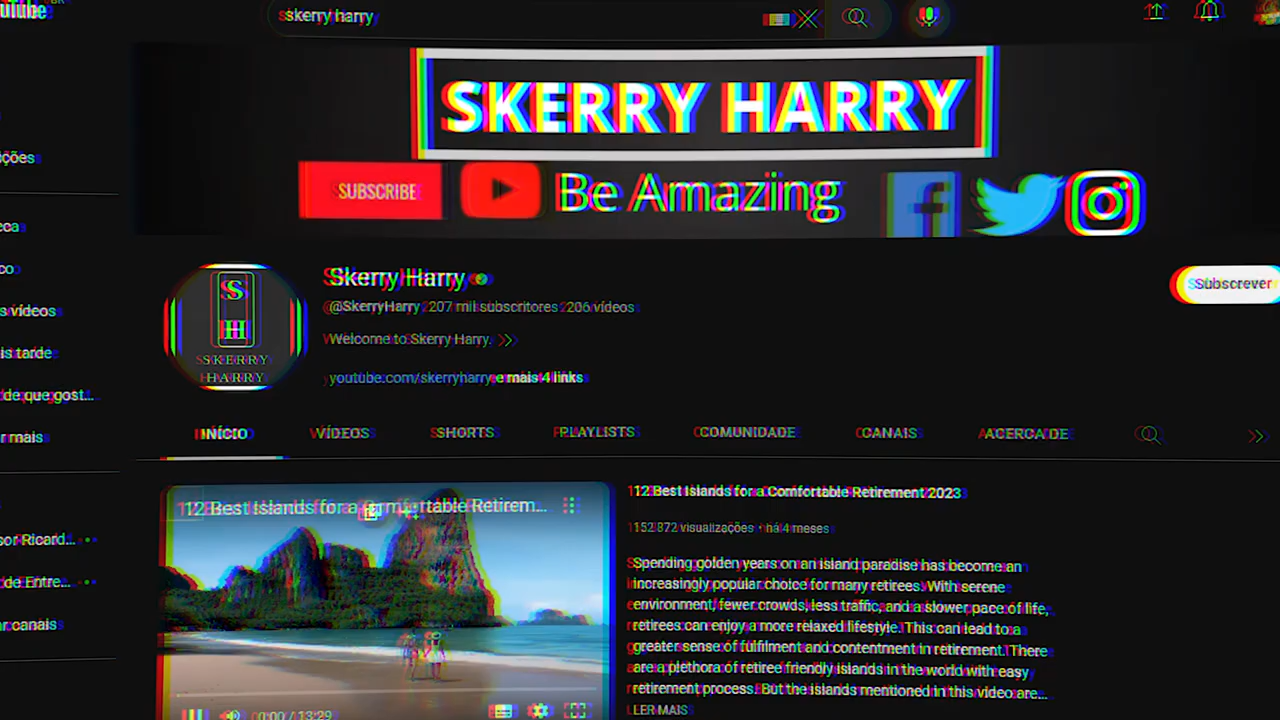 skerry harry
SKERRY HARRY
SUBSCRIBE
Be Amazing
Skerry Harry
S
H
SKERRY
HARRY
@SkerryHarry 207 mil subscritores 206 vídeos
Subscrever
Welcome to Skerry Harry.
youtube.com/skerryharry e mais 4 links
s vídeos
is tarde
de que gost...
r mais
INÍCIO VÍDEOS SHORTS PLAYLISTS COMUNIDADE CANAIS ACERCA DE
12 Best Islands for a Comfortable Retirem...
0:00 / 13:29
12 Best Islands for a Comfortable Retirement 2023
152 872 visualizações • há 4 meses
Spending golden years on an island paradise has become an
increasingly popular choice for many retirees. With serene
environment, fewer crowds, less traffic, and a slower pace of life,
retirees can enjoy a more relaxed lifestyle. This can lead to a
greater sense of fulfilment and contentment in retirement. There
are a plethora of retiree friendly islands in the world with easy
retirement process. But the islands mentioned in this video are...
LER MAIS
sor Ricard...
de Entre...
r canais